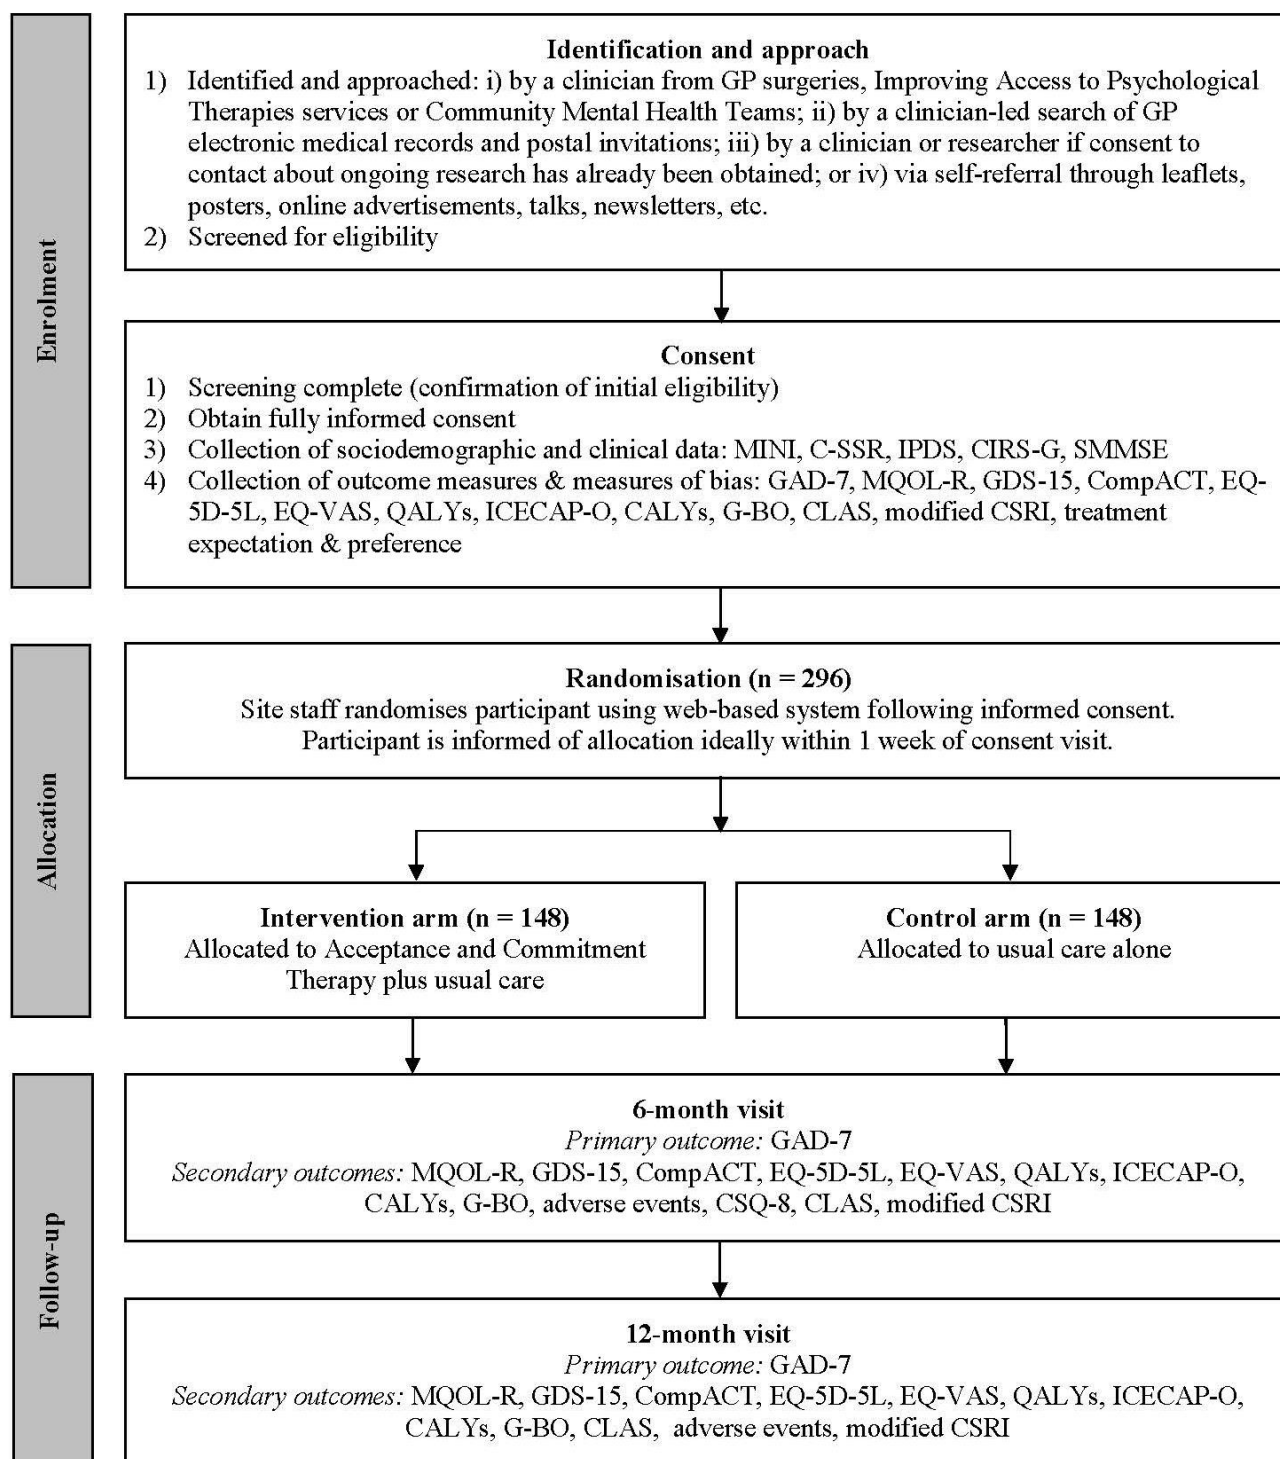 Enrolment
Identification and approach
1) Identified and approached: i) by a clinician from GP surgeries, Improving Access to Psychological
Therapies services or Community Mental Health Teams; ii) by a clinician-led search of GP
electronic medical records and postal invitations; iii) by a clinician or researcher if consent to
contact about ongoing research has already been obtained; or iv) via self-referral through leaflets,
posters, online advertisements, talks, newsletters, etc.
2) Screened for eligibility
Consent
1) Screening complete (confirmation of initial eligibility)
2) Obtain fully informed consent
3) Collection of sociodemographic and clinical data: MINI, C-SSR, IPDS, CIRS-G, SMMSE
4) Collection of outcome measures & measures of bias: GAD-7, MQOL-R, GDS-15, CompACT, EQ-
5D-5L, EQ-VAS, QALYs, ICECAP-O, CALYs, G-BO, CLAS, modified CSRI, treatment
expectation & preference
Allocation
Randomisation (n = 296)
Site staff randomises participant using web-based system following informed consent.
Participant is informed of allocation ideally within 1 week of consent visit.
Intervention arm (n = 148)
Allocated to Acceptance and Commitment
Therapy plus usual care
Control arm (n = 148)
Allocated to usual care alone
Follow-up
6-month visit
Primary outcome: GAD-7
Secondary outcomes: MQOL-R, GDS-15, CompACT, EQ-5D-5L, EQ-VAS, QALYs, ICECAP-O,
CALYs, G-BO, adverse events, CSQ-8, CLAS, modified CSRI
12-month visit
Primary outcome: GAD-7
Secondary outcomes: MQOL-R, GDS-15, CompACT, EQ-5D-5L, EQ-VAS, QALYs, ICECAP-O,
CALYs, G-BO, CLAS, adverse events, modified CSRI